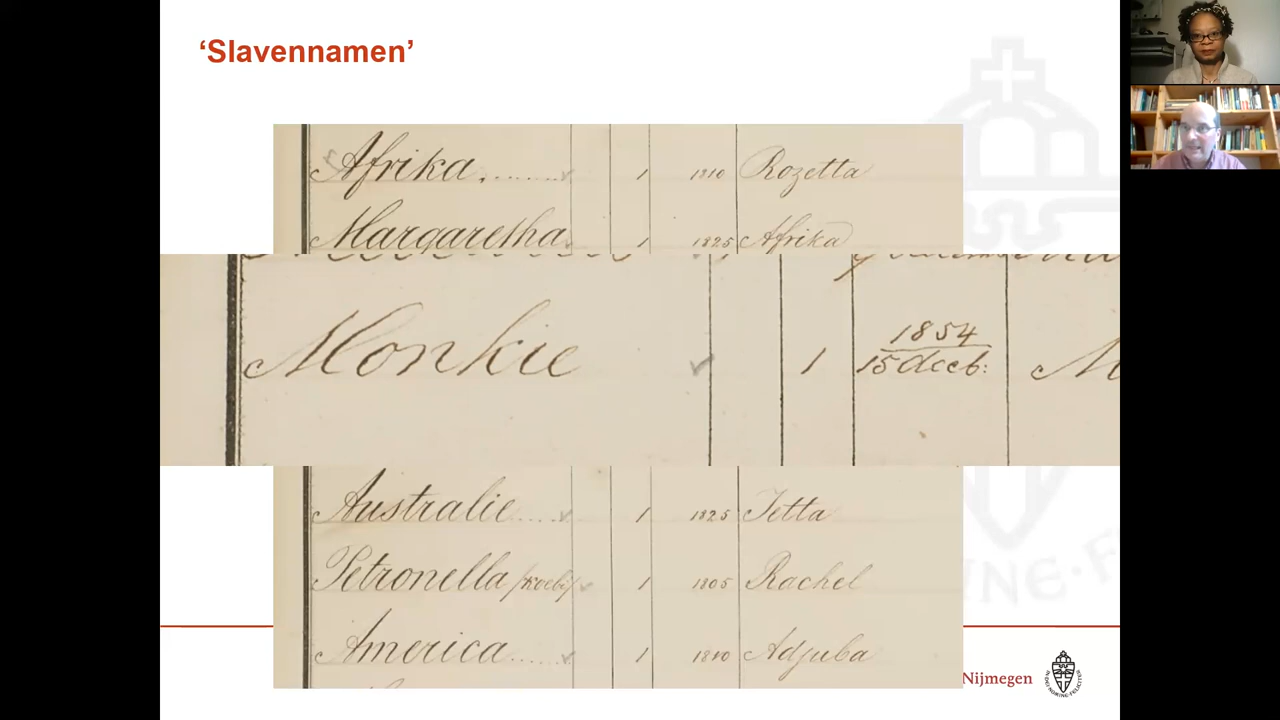 ‘Slavennamen’
Afrika 1 1810 Rozetta
Margaretha 1 1825 Afrika
Monkie 1 1854 M
15 decb:
Australie 1 1825 Jetta
Petronella 1 1805 Rachel
America 1 1810 Adjuba
Nijmegen